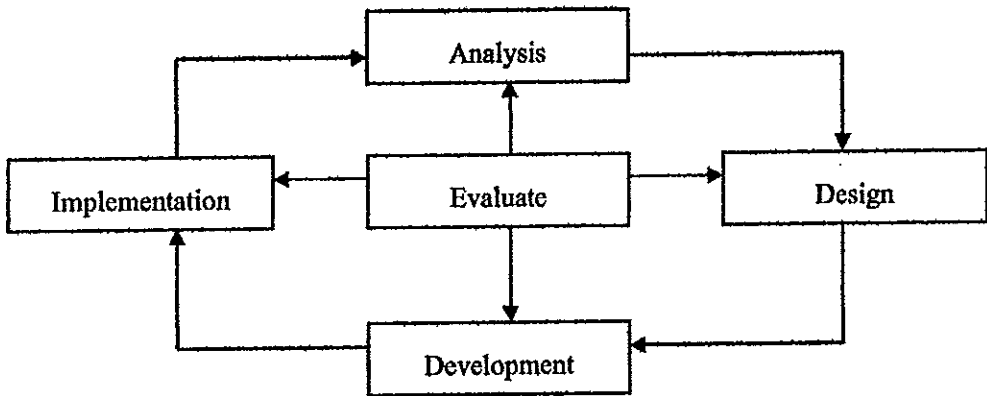 Analysis
Implementation
Evaluate
Design
Development